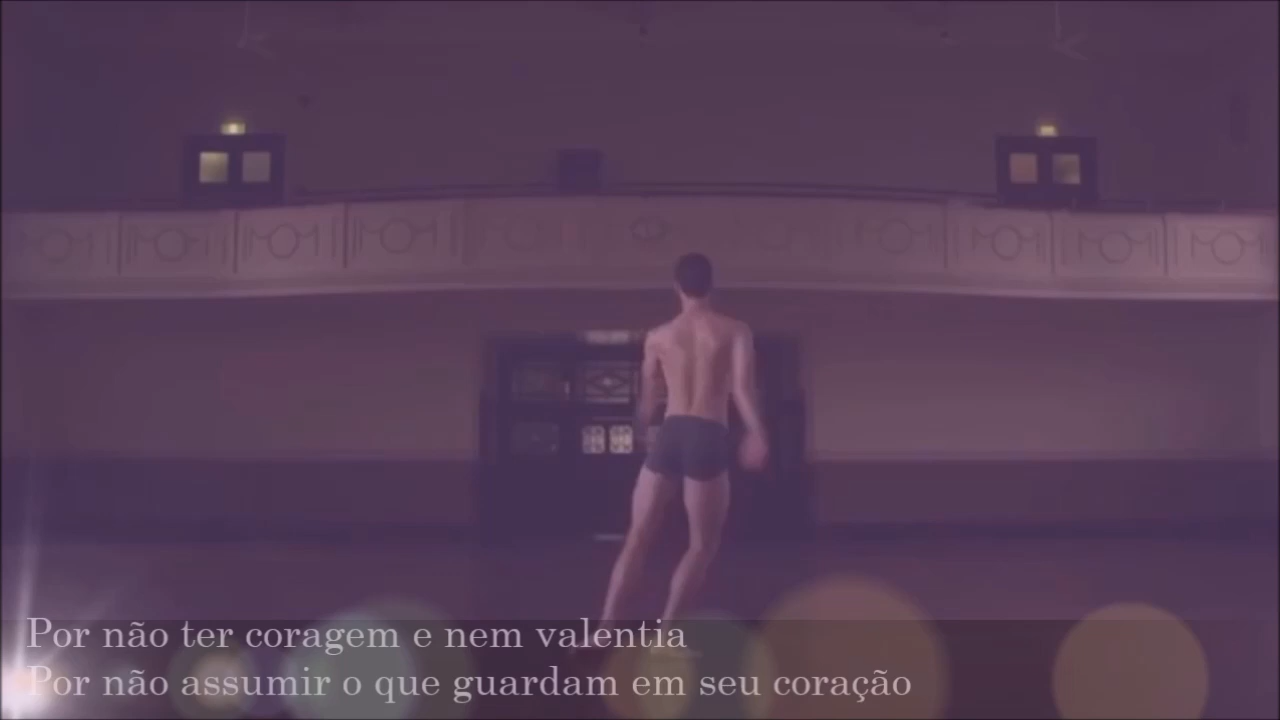 Por não ter coragem e nem valentia
Por não assumir o que guardam em seu coração